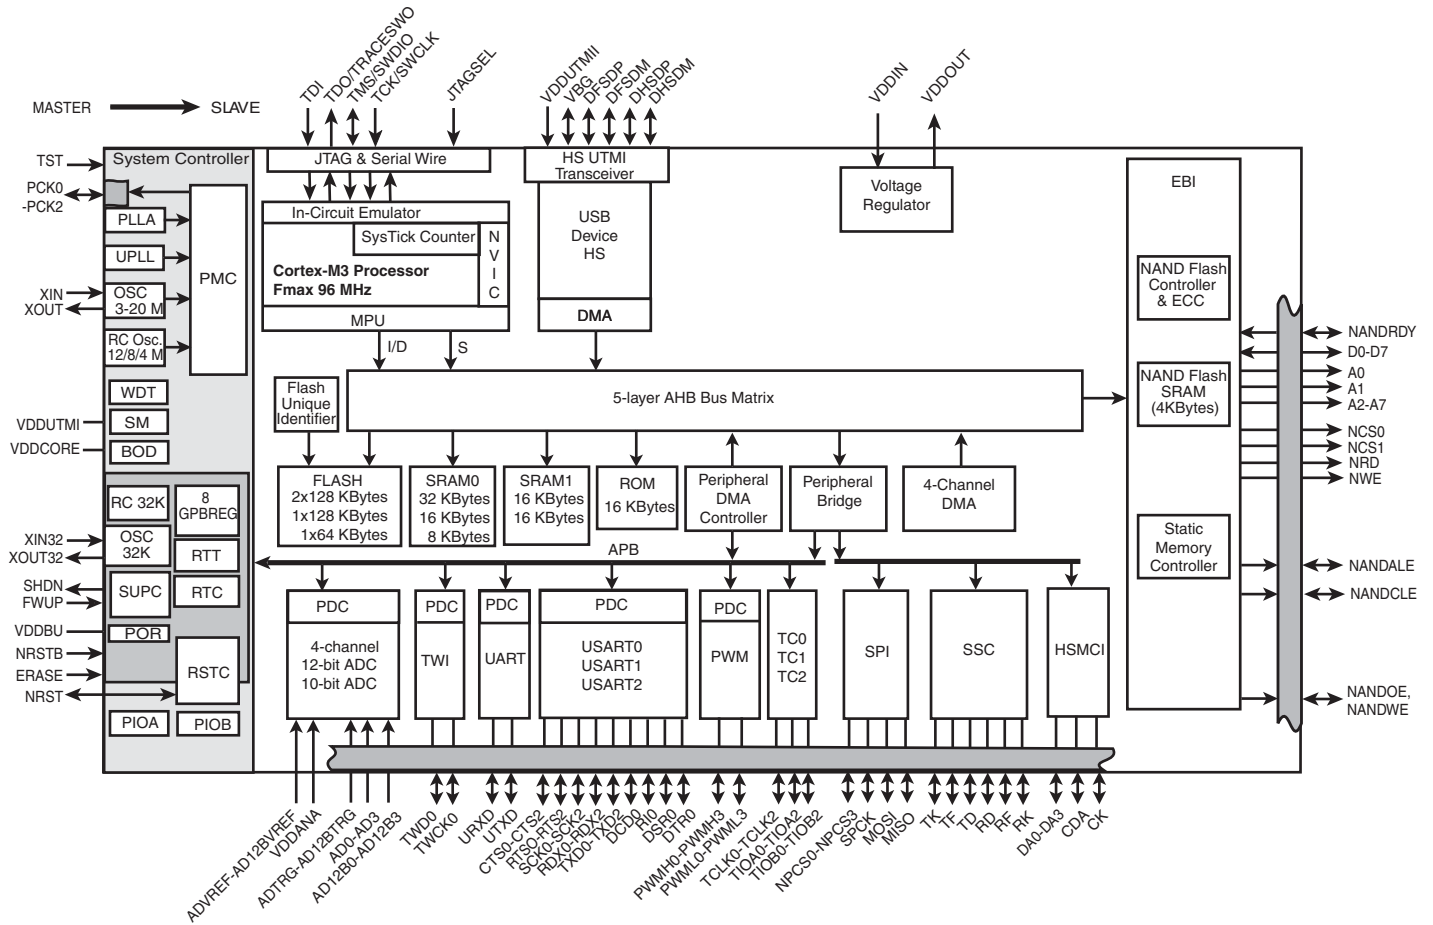 TDI
TDO/TRACESWO
TMS/SWDIO
TCK/SWCLK
JTAGSEL
VDDUTMII
VBG
DFSDP
DFSDM
DHSDP
DHSDM
VDDIN
VDDOUT
MASTER
SLAVE
TST
PCK0
-PCK2
XIN
XOUT
VDDUTMI
VDDCORE
XIN32
XOUT32
SHDN
FWUP
VDDBU
NRSTB
ERASE
NRST
System Controller
PLLA
UPLL
OSC
3-20 M
RC Osc.
12/8/4 M
PMC
WDT
SM
BOD
RC 32K
8
GPBREG
OSC
32K
RTT
SUPC
RTC
POR
RSTC
PIOA
PIOB
JTAG & Serial Wire
In-Circuit Emulator
SysTick Counter
N
V
I
C
Cortex-M3 Processor
Fmax 96 MHz
MPU
I/D
S
HS UTMI
Transceiver
USB
Device
HS
DMA
Voltage
Regulator
EBI
NAND Flash
Controller
& ECC
NAND Flash
SRAM
(4KBytes)
Static
Memory
Controller
NANDRDY
D0-D7
A0
A1
A2-A7
NCS0
NCS1
NRD
NWE
NANDALE
NANDCLE
NANDOE,
NANDWE
Flash
Unique
Identifier
5-layer AHB Bus Matrix
FLASH
2x128 KBytes
1x128 KBytes
1x64 KBytes
SRAM0
32 KBytes
16 KBytes
8 KBytes
SRAM1
16 KBytes
16 KBytes
ROM
16 KBytes
Peripheral
DMA
Controller
Peripheral
Bridge
4-Channel
DMA
APB
PDC
4-channel
12-bit ADC
10-bit ADC
PDC
TWI
PDC
UART
PDC
USART0
USART1
USART2
PDC
PWM
TC0
TC1
TC2
SPI
SSC
HSMCI
ADVREF-AD12BVREF
VDDANA
ADTRG-AD12BTRG
AD0-AD3
AD12B0-AD12B3
TWD0
TWCK0
URXD
UTXD
CTS0-CTS2
RTS0-RTS2
SCK0-SCK2
RDX0-RDX2
TXD0-TXD2
DCD0
RI0
DSR0
DTR0
PWMH0-PWMH3
PWML0-PWML3
TCLK0-TCLK2
TIOA0-TIOA2
TIOB0-TIOB2
NPCS0-NPCS3
SPCK
MOSI
MISO
TK
TF
TD
RD
RF
RK
DA0-DA3
CDA
CK